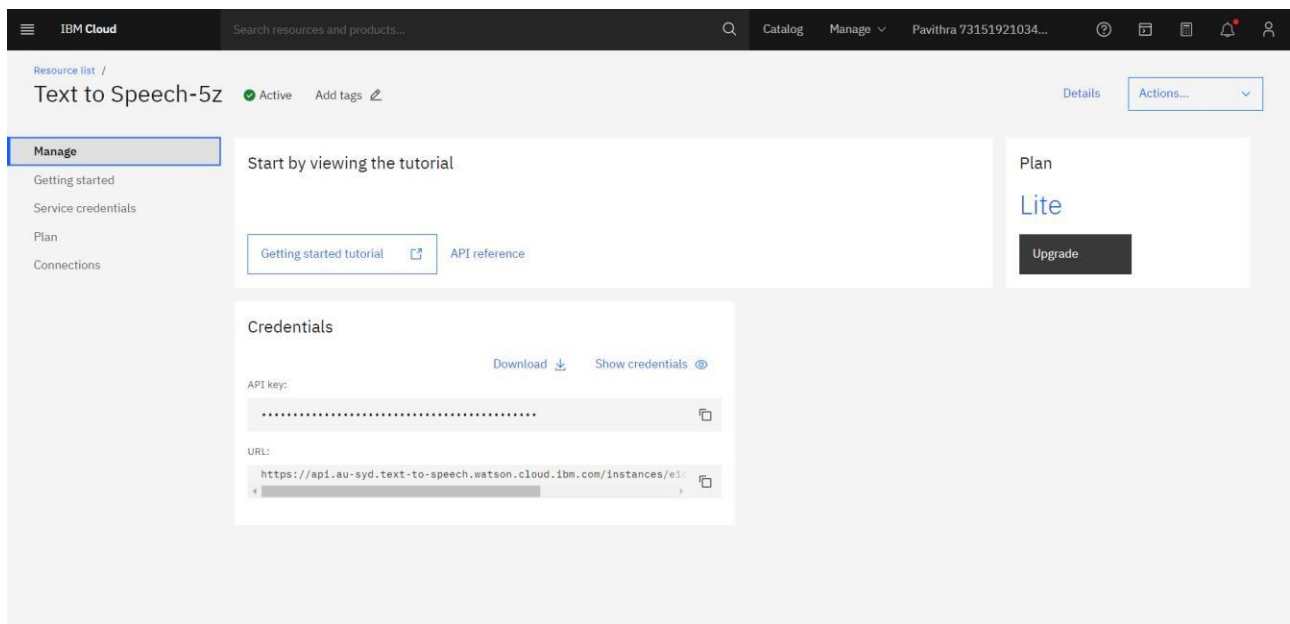 IBM Cloud
Search resources and products...
Catalog
Manage
Pavithra 73151921034...
Resource list /
Text to Speech-5z
Active
Add tags
Details
Actions...
Manage
Getting started
Service credentials
Plan
Connections
Start by viewing the tutorial
Getting started tutorial
API reference
Plan
Lite
Upgrade
Credentials
Download
Show credentials
API key:
URL:
https://api.au-syd.text-to-speech.watson.cloud.ibm.com/instances/e1